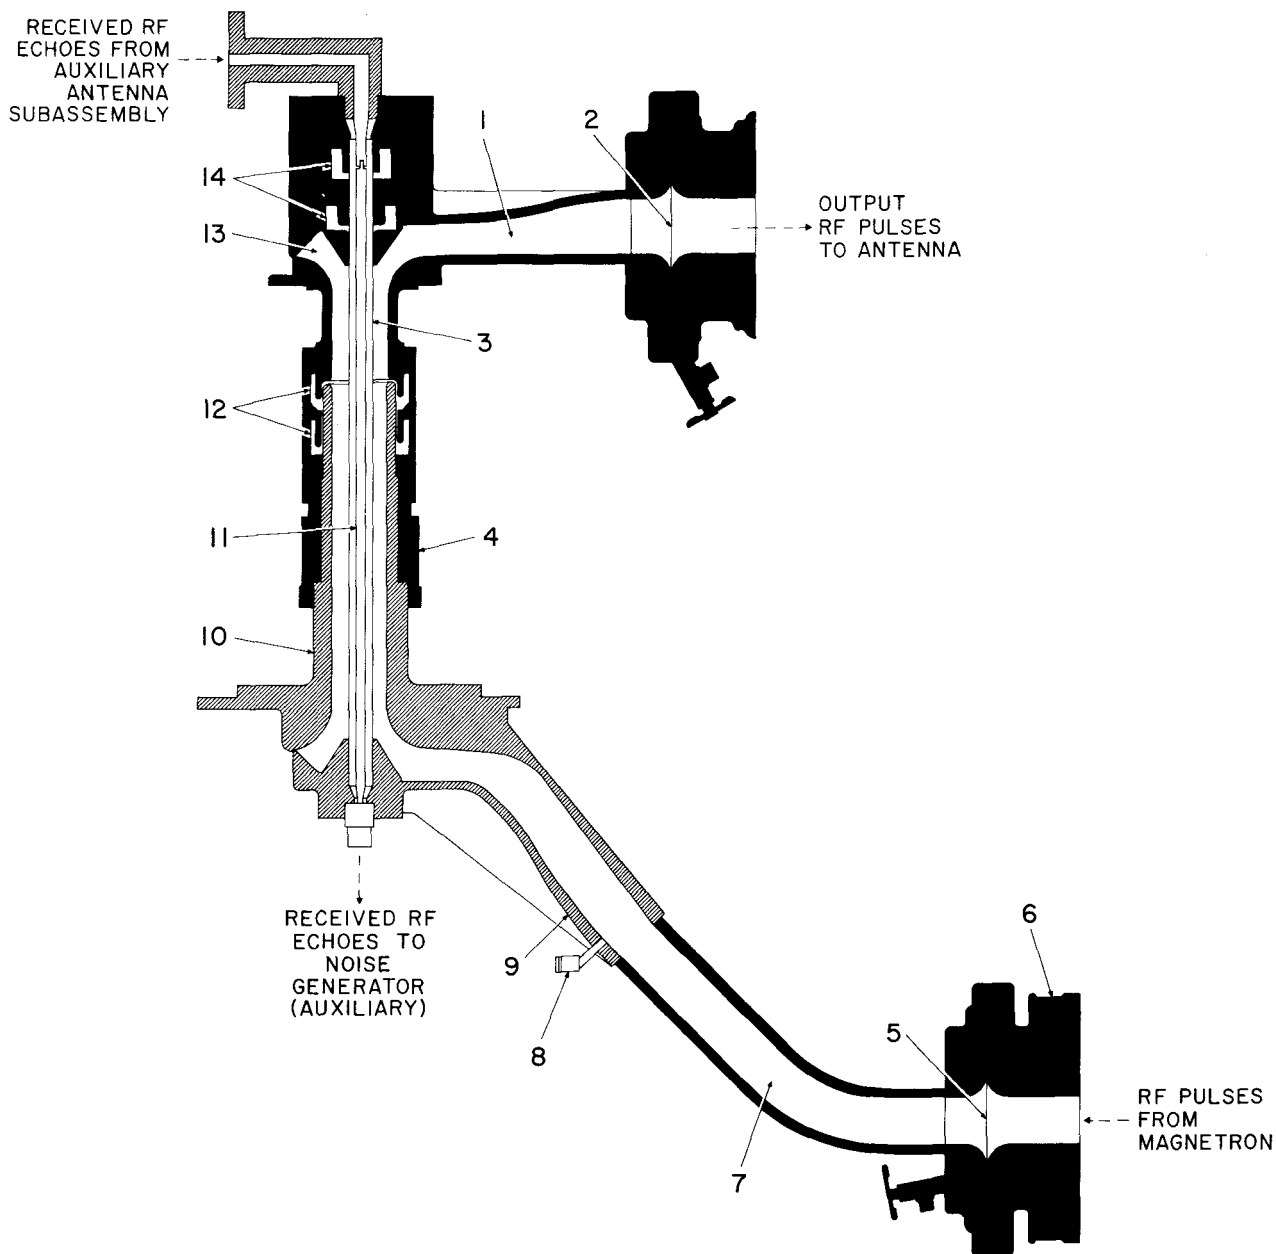 RECEIVED RF
ECHOES FROM
AUXILIARY
ANTENNA
SUBASSEMBLY
1
2
14
OUTPUT
RF PULSES
TO ANTENNA
13
3
12
11
4
10
RECEIVED RF
ECHOES TO
NOISE
GENERATOR
(AUXILIARY)
9
8
6
5
RF PULSES
FROM
MAGNETRON
7